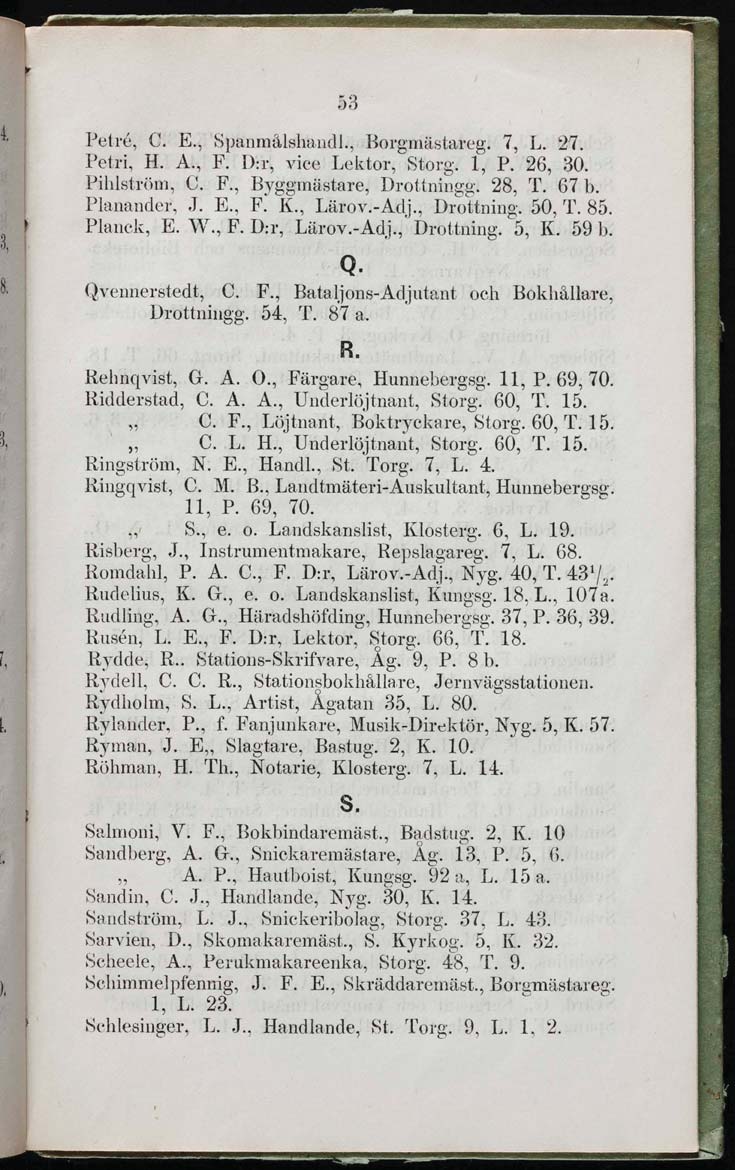 53
Petré, C. E., Spanmålshandl., Borgmästareg. 7, L. 27.
Petri, H. A., F. D:r, vice Lektor, Storg. 1, P. 26, 30.
Pihlström, C. F., Byggmästare, Drottningg. 28, T. 67 b.
Planander, J. E., F. K., Lärov.-Adj., Drottning. 50, T. 85.
Planck, E. W., F. D:r, Lärov.-Adj., Drottning. 5, K. 59 b.
Q.
Qvennerstedt, C. F., Bataljons-Adjutant och Bokhållare,
Drottningg. 54, T. 87 a.
R.
Rehnqvist, G. A. O., Färgare, Hunnebergsg. 11, P. 69, 70.
Ridderstad, C. A. A., Underlöjtnant, Storg. 60, T. 15.
„ C. F., Löjtnant, Boktryckare, Storg. 60, T. 15.
„ C. L. H., Underlöjtnant, Storg. 60, T. 15.
Ringström, N. E., Handl., St. Torg. 7, L. 4.
Ringqvist, C. M. B., Landtmäteri-Auskultant, Hunnebergsg.
11, P. 69, 70.
„ S., e. o. Landskanslist, Klosterg. 6, L. 19.
Risberg, J., Instrumentmakare, Repslagareg. 7, L. 68.
Romdahl, P. A. C., F. D:r, Lärov.-Adj., Nyg. 40, T. 43½.
Rudelius, K. G., e. o. Landskanslist, Kungsg. 18, L., 107a.
Rudling, A. G., Häradshöfding, Hunnebergsg. 37, P. 36, 39.
Rusén, L. E., F. D:r, Lektor, Storg. 66, T. 18.
Rydde, R.. Stations-Skrifvare, Åg. 9, P. 8 b.
Rydell, C. C. R., Stationsbokhållare, Jernvägsstationen.
Rydholm, S. L., Artist, Ågatan 35, L. 80.
Rylander, P., f. Fanjunkare, Musik-Direktör, Nyg. 5, K. 57.
Ryman, J. E,, Slagtare, Bastug. 2, K. 10.
Röhman, H. Th., Notarie, Klosterg. 7, L. 14.
S.
Salmoni, V. F., Bokbindaremäst., Badstug. 2, K. 10
Sandberg, A. G., Snickaremästare, Åg. 13, P. 5, 6.
„ A. P., Hautboist, Kungsg. 92 a, L. 15 a.
Sandin, C. J., Handlande, Nyg. 30, K. 14.
Sandström, L. J., Snickeribolag, Storg. 37, L. 43.
Sarvien, D., Skomakaremäst., S. Kyrkog. 5, K. 32.
Scheele, A., Perukmakareenka, Storg. 48, T. 9.
Schimmelpfennig, J. F. E., Skräddaremäst., Borgmästareg.
1, L. 23.
Schlesinger, L. J., Handlande, St. Torg. 9, L. 1, 2.